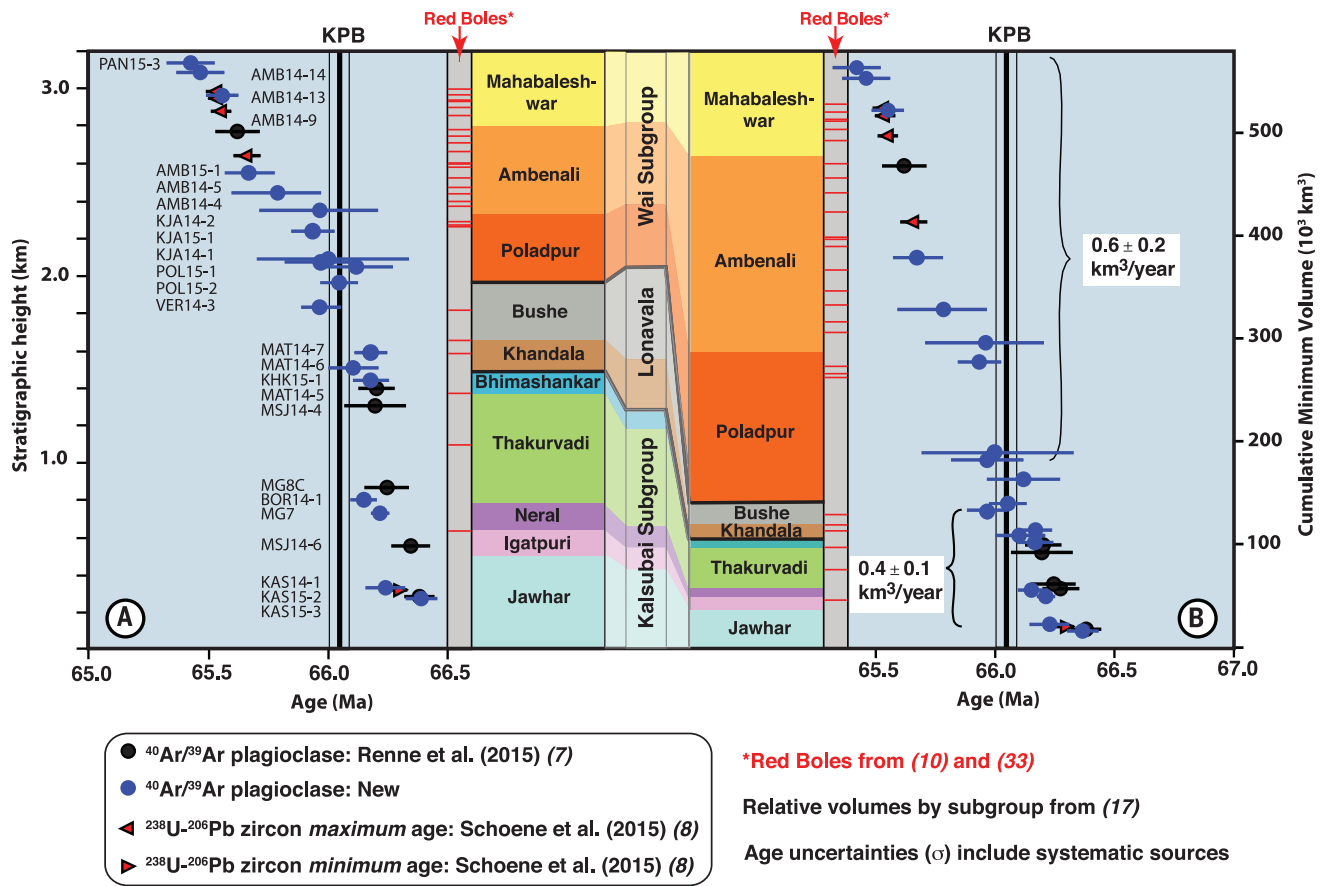 Red Boles*
Red Boles*
KPB
KPB
PAN15-3
AMB14-14
AMB14-13
AMB14-9
AMB15-1
AMB14-5
AMB14-4
KJA14-2
KJA15-1
KJA14-1
POL15-1
POL15-2
VER14-3
MAT14-7
MAT14-6
KHK15-1
MAT14-5
MSJ14-4
MG8C
BOR14-1
MG7
MSJ14-6
KAS14-1
KAS15-2
KAS15-3
Stratigraphic height (km)
3.0
2.0
1.0
A
65.0
65.5
66.0
66.5
Age (Ma)
Mahabalesh-
war
Ambenali
Poladpur
Bushe
Khandala
Bhimashankar
Thakurvadi
Neral
Igatpuri
Jawhar
Wai Subgroup
Lonavala
Kalsubai Subgroup
Mahabalesh-
war
Ambenali
Poladpur
Bushe
Khandala
Thakurvadi
Jawhar
0.6 ± 0.2
km³/year
0.4 ± 0.1
km³/year
B
500
400
300
200
100
Cumulative Minimum Volume (10³ km³)
65.5
66.0
66.5
67.0
Age (Ma)
⁴⁰Ar/³⁹Ar plagioclase: Renne et al. (2015) (7)
⁴⁰Ar/³⁹Ar plagioclase: New
²³⁸U-²⁰⁶Pb zircon maximum age: Schoene et al. (2015) (8)
²³⁸U-²⁰⁶Pb zircon minimum age: Schoene et al. (2015) (8)
*Red Boles from (10) and (33)
Relative volumes by subgroup from (17)
Age uncertainties (σ) include systematic sources